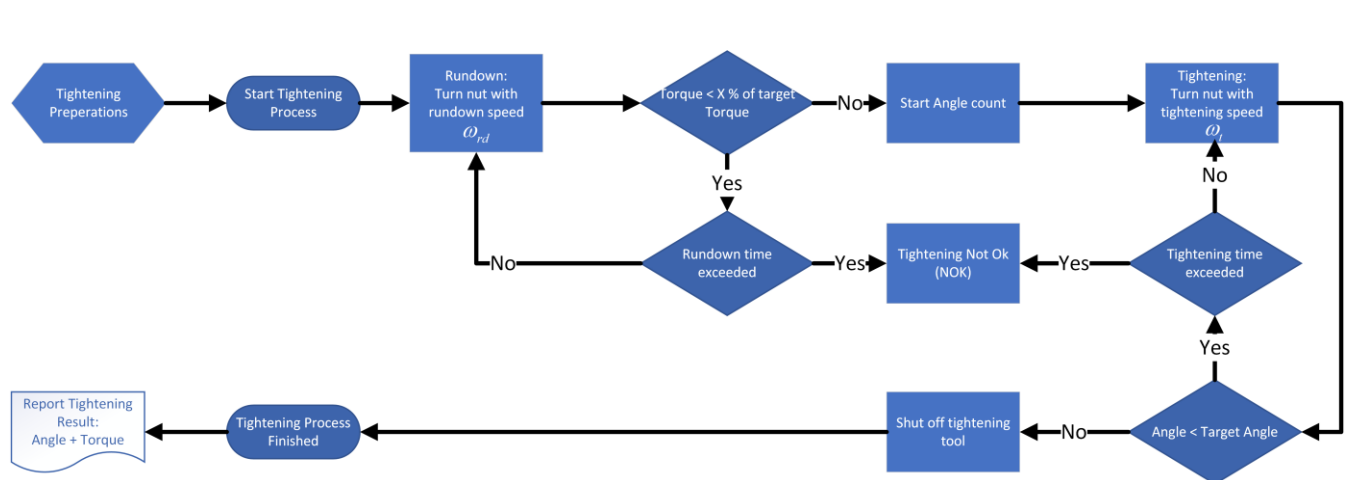 Tightening
Preperations
Start Tightening
Process
Rundown:
Turn nut with
rundown speed
ω_rd
Torque < X % of target
Torque
No
Start Angle count
Tightening:
Turn nut with
tightening speed
ω_t
Yes
No
Rundown time
exceeded
No
Yes
Tightening Not Ok
(NOK)
Yes
Tightening time
exceeded
Yes
Report Tightening
Result:
Angle + Torque
Tightening Process
Finished
Shut off tightening
tool
No
Angle < Target Angle